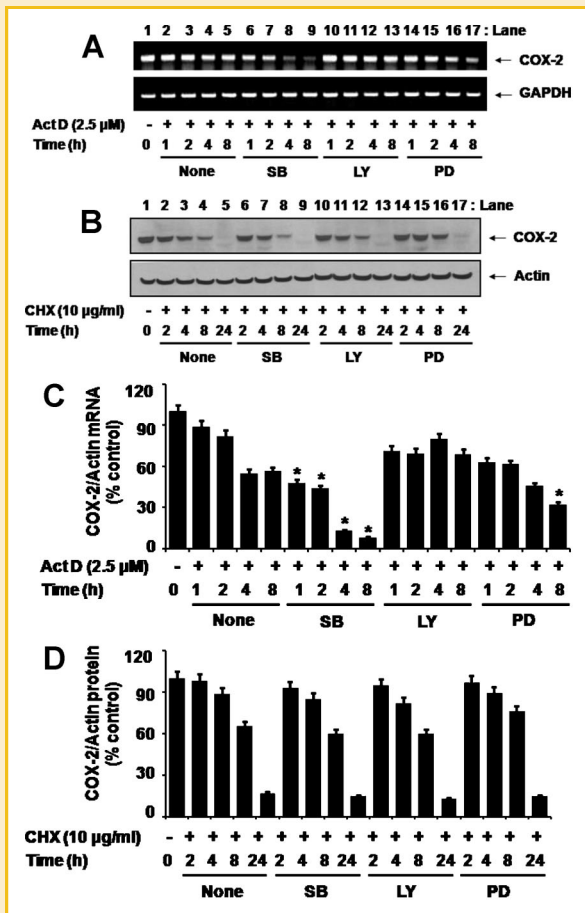 A
1 2 3 4 5 6 7 8 9 10 11 12 13 14 15 16 17 : Lane
← COX-2
← GAPDH
Act D (2.5 µM) - + + + + + + + + + + + + + + + +
Time (h) 0 1 2 4 8 1 2 4 8 1 2 4 8 1 2 4 8
None SB LY PD
B
1 2 3 4 5 6 7 8 9 10 11 12 13 14 15 16 17 : Lane
← COX-2
← Actin
CHX (10 µg/ml) - + + + + + + + + + + + + + + + +
Time (h) 0 2 4 8 24 2 4 8 24 2 4 8 24 2 4 8 24
None SB LY PD
C
COX-2/Actin mRNA
(% control)
120
90
60
30
0
* * * * *
Act D (2.5 µM) - + + + + + + + + + + + + + + + +
Time (h) 0 1 2 4 8 1 2 4 8 1 2 4 8 1 2 4 8
None SB LY PD
D
COX-2/Actin protein
(% control)
120
90
60
30
0
CHX (10 µg/ml) - + + + + + + + + + + + + + + + +
Time (h) 0 2 4 8 24 2 4 8 24 2 4 8 24 2 4 8 24
None SB LY PD